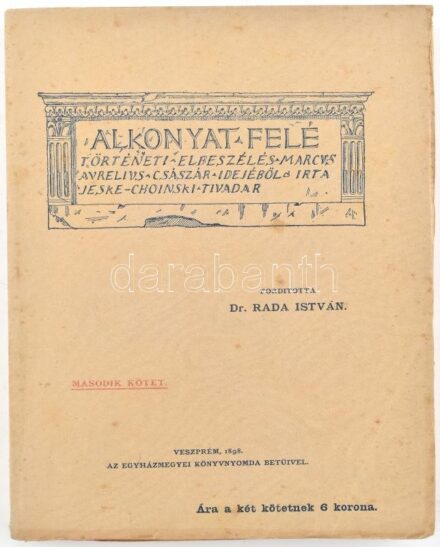 ALKONYAT FELÉ
TÖRTÉNETI ELBESZÉLÉS MARCVS
AVRELIVS CSÁSZÁR IDEJÉBŐL IRTA
JESKE-CHOINSKI TIVADAR
darabanth
FORDITOTTA
Dr. RADA ISTVÁN.
MÁSODIK KÖTET.
VESZPRÉM, 1898.
AZ EGYHÁZMEGYEI KÖNYVNYOMDA BETÜIVEL.
Ára a két kötetnek 6 korona.